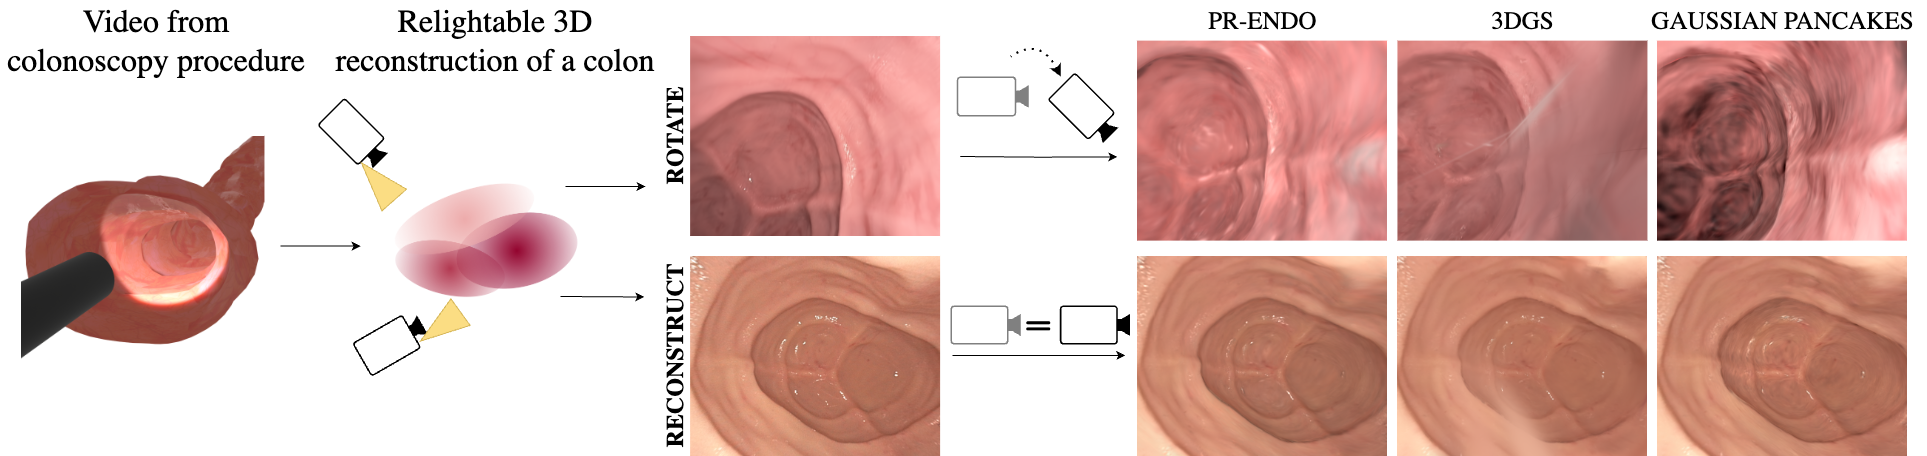 Video from
colonoscopy procedure
Relightable 3D
reconstruction of a colon
ROTATE
RECONSTRUCT
PR-ENDO
3DGS
GAUSSIAN PANCAKES